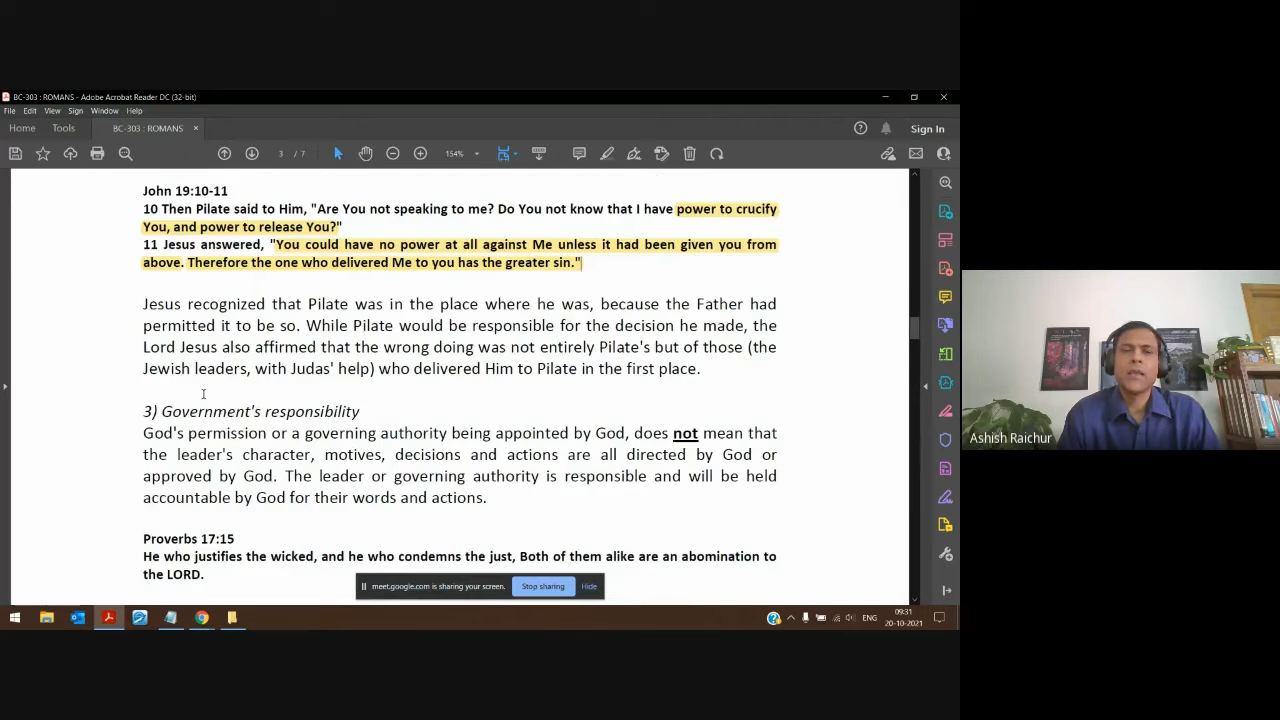 BC-303 : ROMANS - Adobe Acrobat Reader DC (32-bit)
File Edit View Sign Window Help
Home Tools BC-303 : ROMANS × Sign In
3 / 7 154%
John 19:10-11
10 Then Pilate said to Him, "Are You not speaking to me? Do You not know that I have power to crucify
You, and power to release You?"
11 Jesus answered, "You could have no power at all against Me unless it had been given you from
above. Therefore the one who delivered Me to you has the greater sin."
Jesus recognized that Pilate was in the place where he was, because the Father had
permitted it to be so. While Pilate would be responsible for the decision he made, the
Lord Jesus also affirmed that the wrong doing was not entirely Pilate's but of those (the
Jewish leaders, with Judas' help) who delivered Him to Pilate in the first place.
3) Government's responsibility
God's permission or a governing authority being appointed by God, does not mean that
the leader's character, motives, decisions and actions are all directed by God or
approved by God. The leader or governing authority is responsible and will be held
accountable by God for their words and actions.
Proverbs 17:15
He who justifies the wicked, and he who condemns the just, Both of them alike are an abomination to
the LORD.
meet.google.com is sharing your screen. Stop sharing Hide
ENG
09:31
20-10-2021
Ashish Raichur